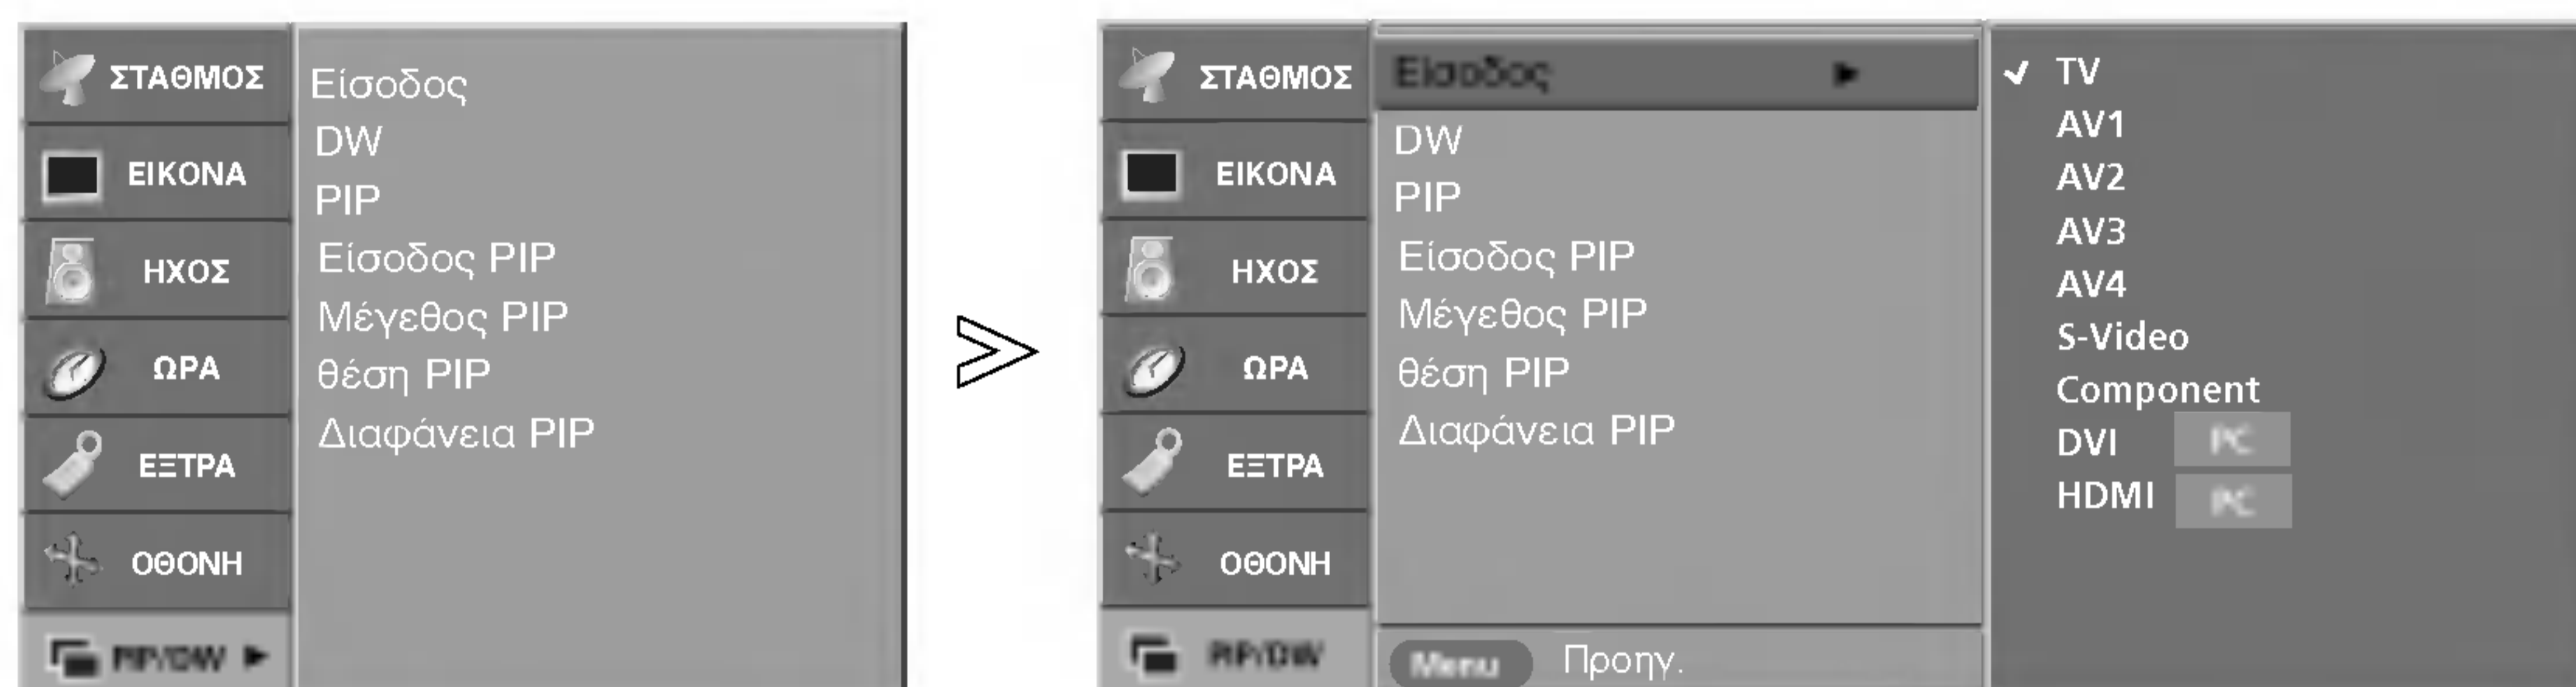 ΣΤΑΘΜΟΣ
ΕΙΚΟΝΑ
ΗΧΟΣ
ΩΡΑ
ΕΞΤΡΑ
ΟΘΟΝΗ
PIP/DW
Είσοδος
DW
PIP
Είσοδος PIP
Μέγεθος PIP
θέση PIP
Διαφάνεια PIP
ΣΤΑΘΜΟΣ
ΕΙΚΟΝΑ
ΗΧΟΣ
ΩΡΑ
ΕΞΤΡΑ
ΟΘΟΝΗ
PIP/DW
Είσοδος
DW
PIP
Είσοδος PIP
Μέγεθος PIP
θέση PIP
Διαφάνεια PIP
Menu Προηγ.
TV
AV1
AV2
AV3
AV4
S-Video
Component
DVI PC
HDMI PC